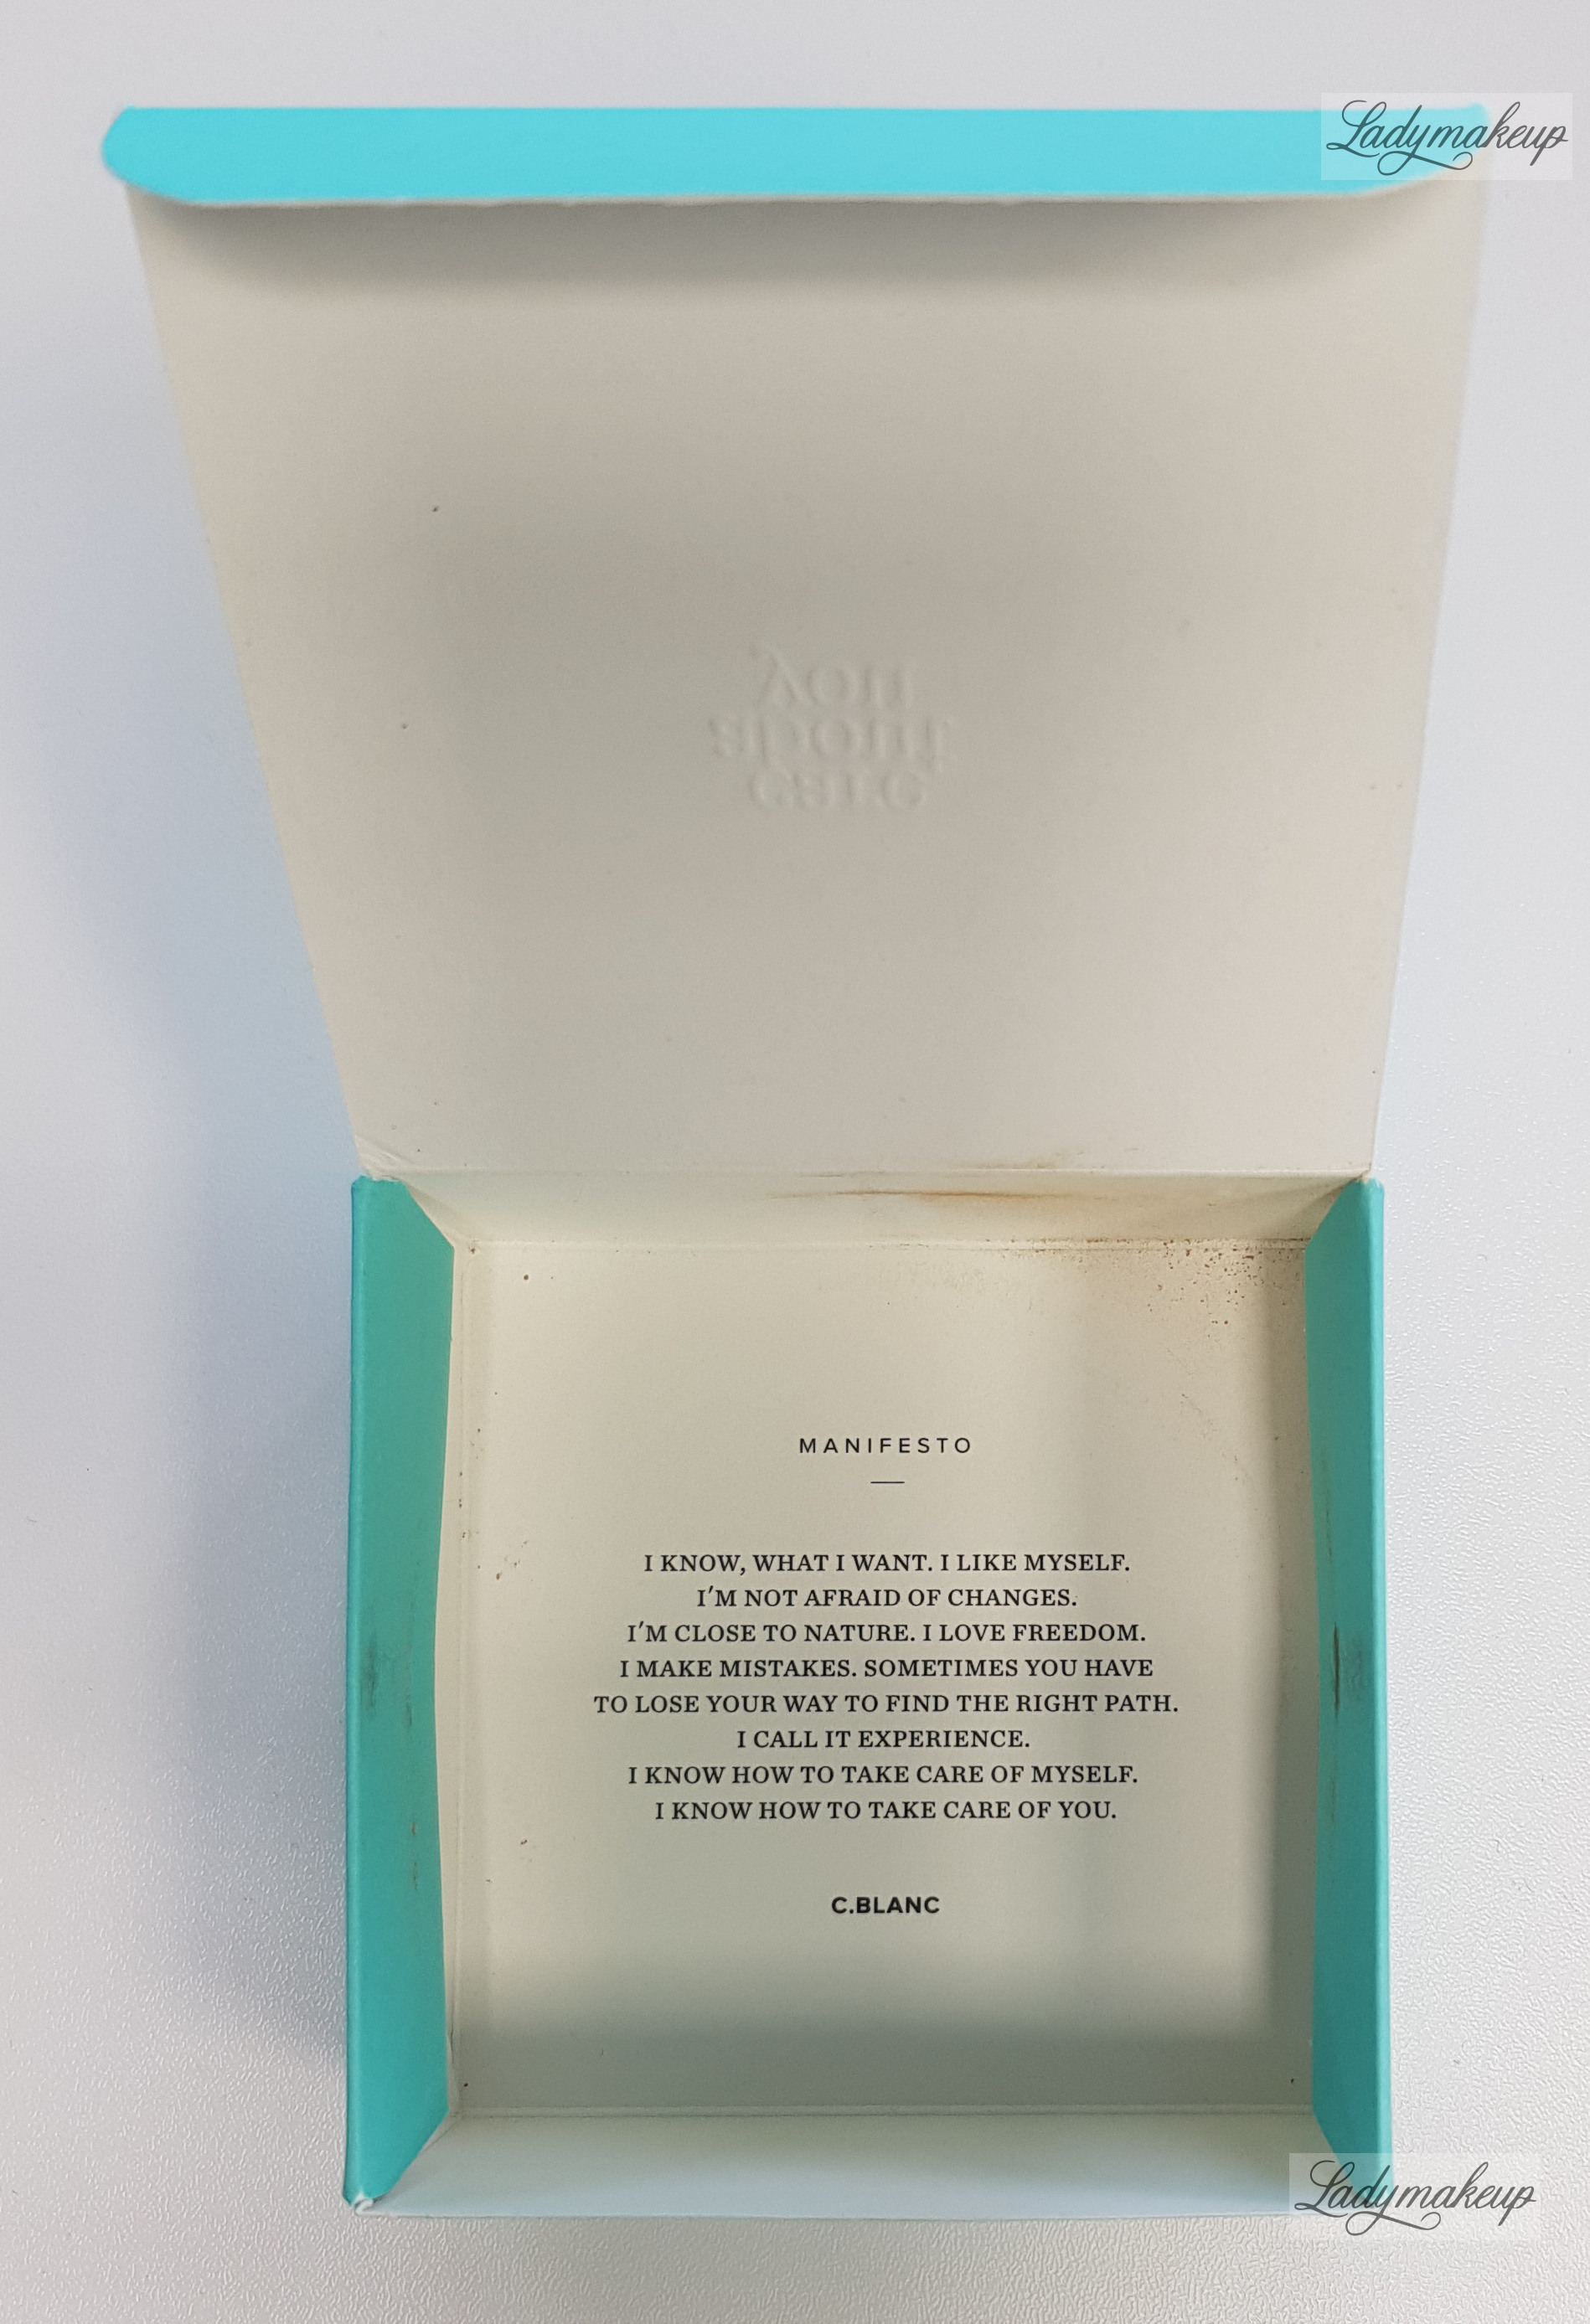 Ladymakeup
MANIFESTO
I KNOW, WHAT I WANT. I LIKE MYSELF.
I'M NOT AFRAID OF CHANGES.
I'M CLOSE TO NATURE. I LOVE FREEDOM.
I MAKE MISTAKES. SOMETIMES YOU HAVE
TO LOSE YOUR WAY TO FIND THE RIGHT PATH.
I CALL IT EXPERIENCE.
I KNOW HOW TO TAKE CARE OF MYSELF.
I KNOW HOW TO TAKE CARE OF YOU.
C.BLANC
Ladymakeup